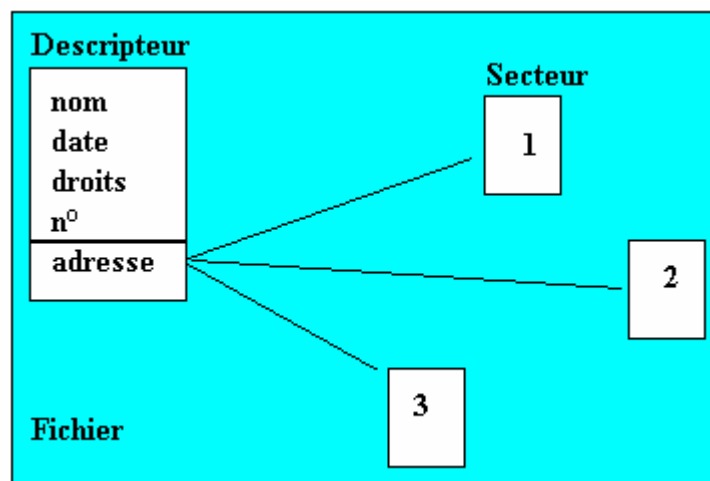 Descripteur
nom
date
droits
n°
adresse
Secteur
1
2
3
Fichier